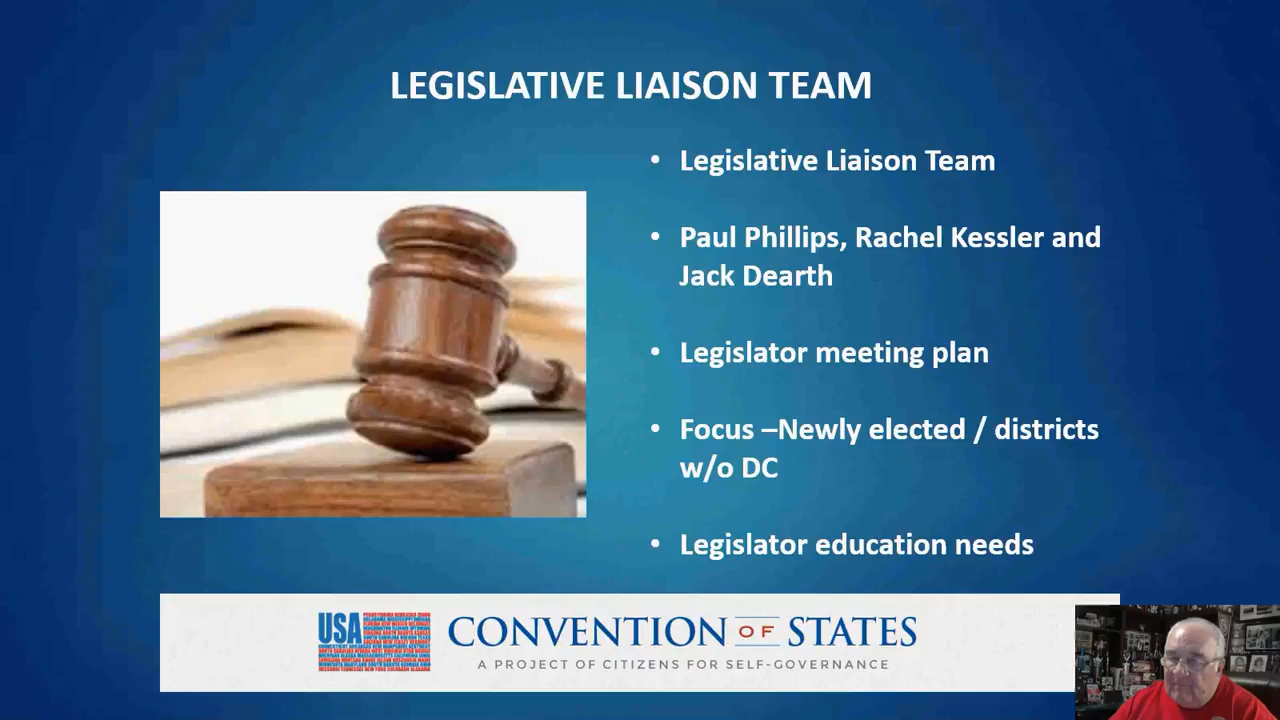 LEGISLATIVE LIAISON TEAM
• Legislative Liaison Team
• Paul Phillips, Rachel Kessler and
Jack Dearth
• Legislator meeting plan
• Focus –Newly elected / districts
w/o DC
• Legislator education needs
USA
CONVENTION OF STATES
A PROJECT OF CITIZENS FOR SELF-GOVERNANCE